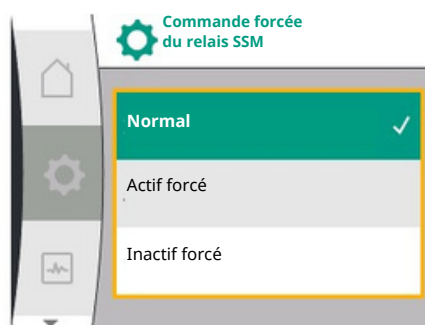 Commande forcée
du relais SSM
Normal
Actif forcé
Inactif forcé